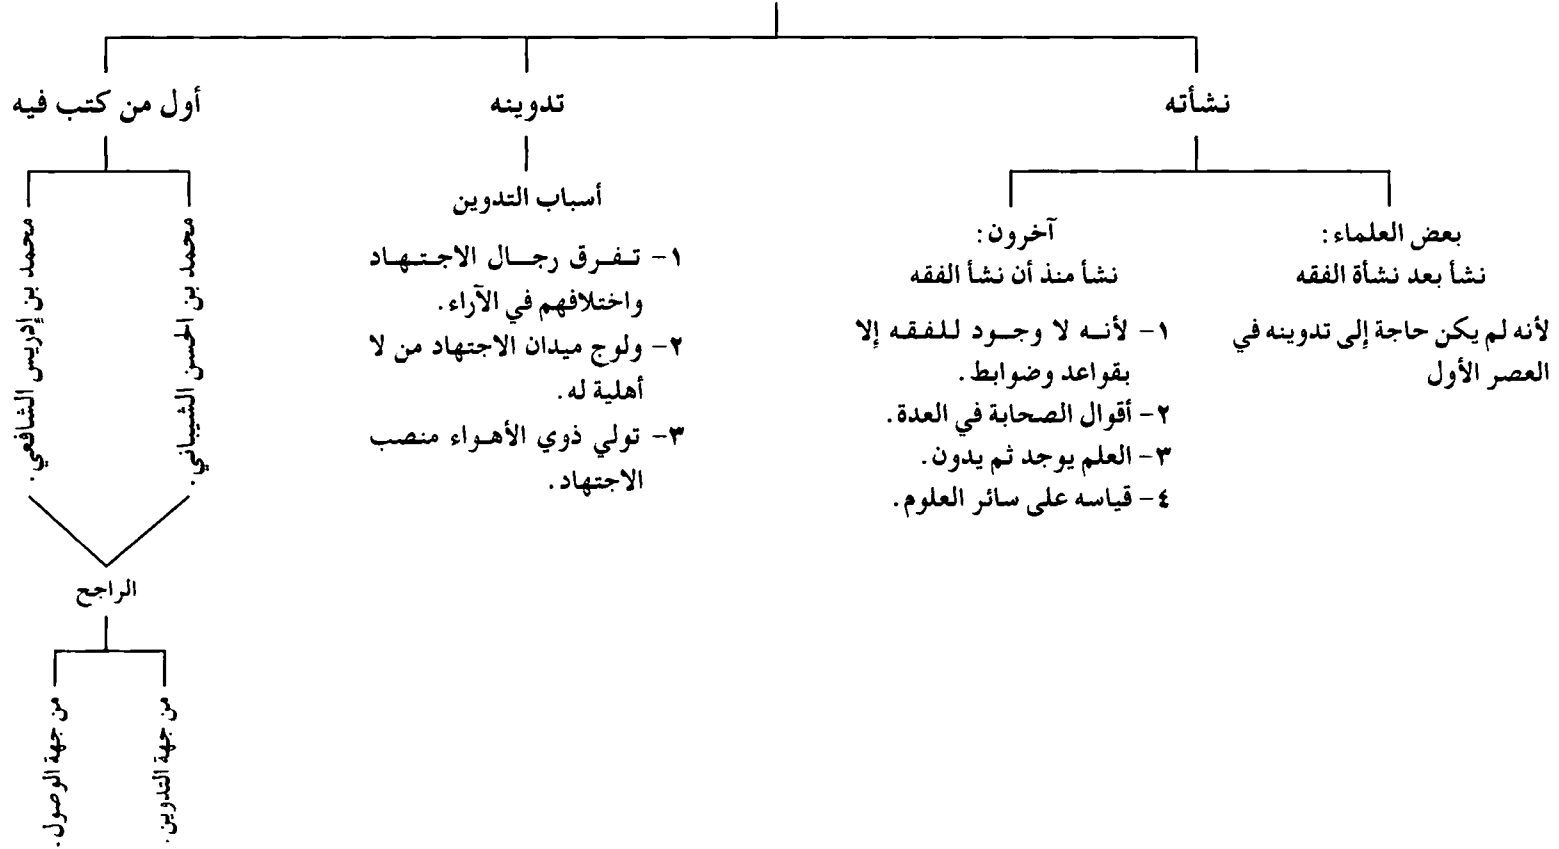 نشأته
بعض العلماء:
نشأ بعد نشأة الفقه
لأنه لم يكن حاجة إلى تدوينه في
العصر الأول
آخرون:
نشأ منذ أن نشأ الفقه
١- لأنه لا وجود للفقه إلا
بقواعد وضوابط.
٢- أقوال الصحابة في العدة.
٣- العلم يوجد ثم يدون.
٤- قياسه على سائر العلوم.
تدوينه
أسباب التدوين
١- تفرق رجال الاجتهاد
واختلافهم في الآراء.
٢- ولوج ميدان الاجتهاد من لا
أهلية له.
٣- تولي ذوي الأهواء منصب
الاجتهاد.
أول من كتب فيه
محمد بن الحسن الشيباني.
محمد بن إدريس الشافعي.
الراجح
من جهة التدوين.
من جهة الوصول.